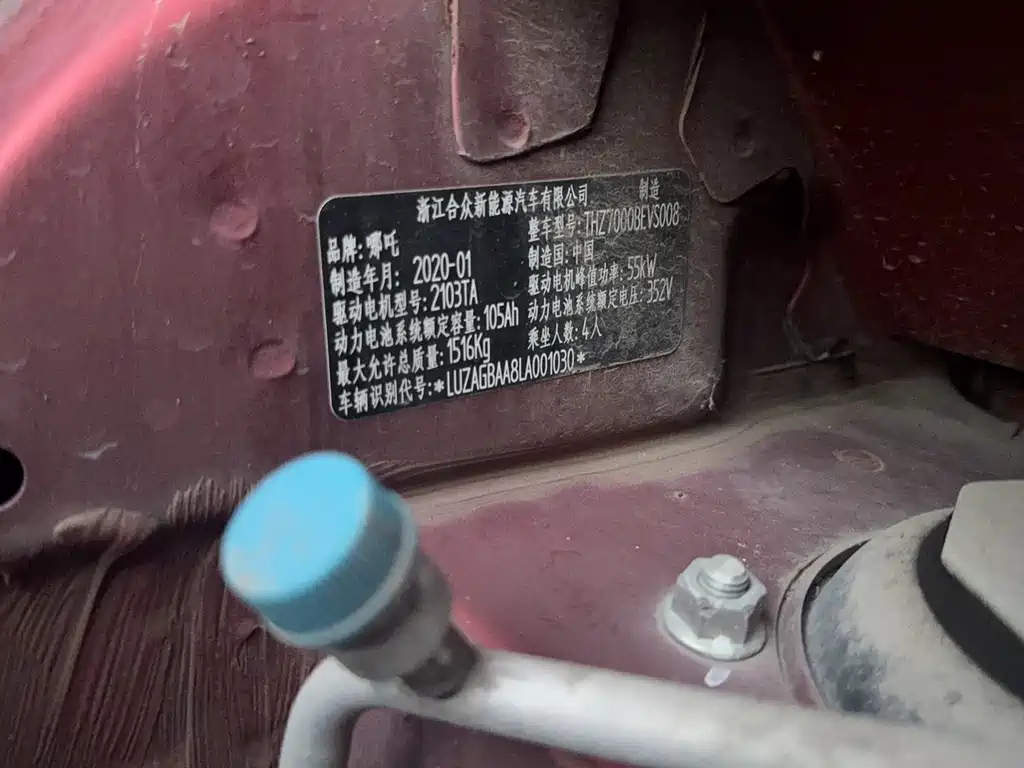 浙江合众新能源汽车有限公司 制造
品牌:哪吒 整车型号:THZ7000BEVS008
制造年月: 2020-01 制造国:中国
驱动电机型号:2103TA 驱动电机峰值功率:55kW
动力电池系统额定容量:105Ah 动力电池系统额定电压:352V
最大允许总质量:1516Kg 乘坐人数:4人
车辆识别代号:*LUZAGBAA8LA001030*